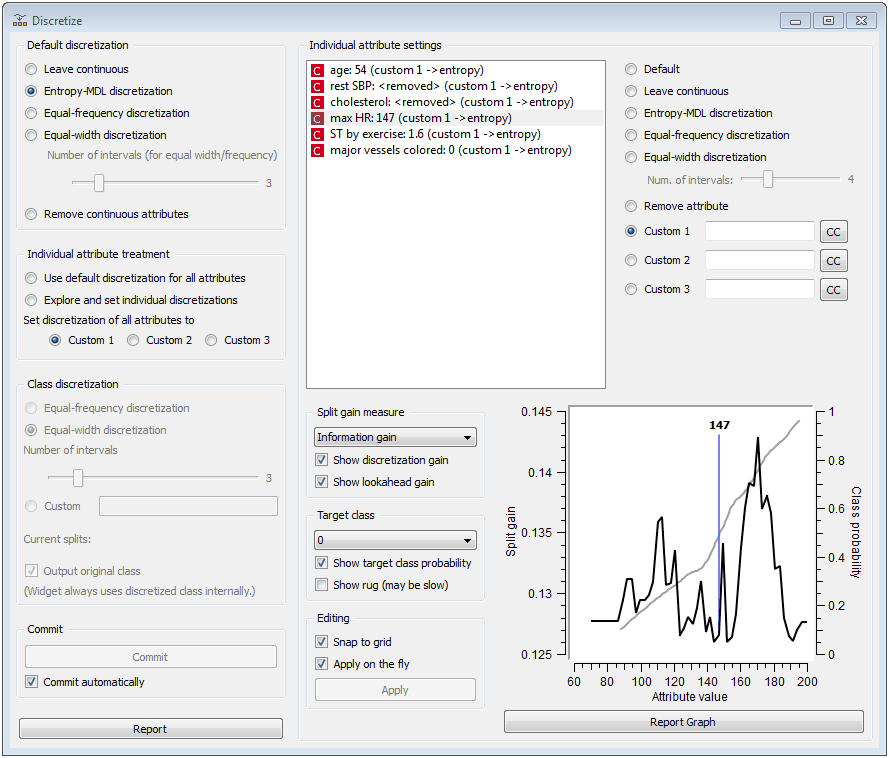 Discretize
Default discretization
Leave continuous
Entropy-MDL discretization
Equal-frequency discretization
Equal-width discretization
Number of intervals (for equal width/frequency)
3
Remove continuous attributes
Individual attribute treatment
Use default discretization for all attributes
Explore and set individual discretizations
Set discretization of all attributes to
Custom 1 Custom 2 Custom 3
Class discretization
Equal-frequency discretization
Equal-width discretization
Number of intervals
3
Custom
Current splits:
Output original class
(Widget always uses discretized class internally.)
Commit
Commit
Commit automatically
Report
Individual attribute settings
C age: 54 (custom 1 ->entropy)
C rest SBP: <removed> (custom 1 ->entropy)
C cholesterol: <removed> (custom 1 ->entropy)
C max HR: 147 (custom 1 ->entropy)
C ST by exercise: 1.6 (custom 1 ->entropy)
C major vessels colored: 0 (custom 1 ->entropy)
Default
Leave continuous
Entropy-MDL discretization
Equal-frequency discretization
Equal-width discretization
Num. of intervals: 4
Remove attribute
Custom 1 CC
Custom 2 CC
Custom 3 CC
Split gain measure
Information gain
Show discretization gain
Show lookahead gain
Target class
0
Show target class probability
Show rug (may be slow)
Editing
Snap to grid
Apply on the fly
Apply
Split gain
0.145
0.14
0.135
0.13
0.125
147
1
0.8
0.6
0.4
0.2
0
Class probability
60 80 100 120 140 160 180 200
Attribute value
Report Graph